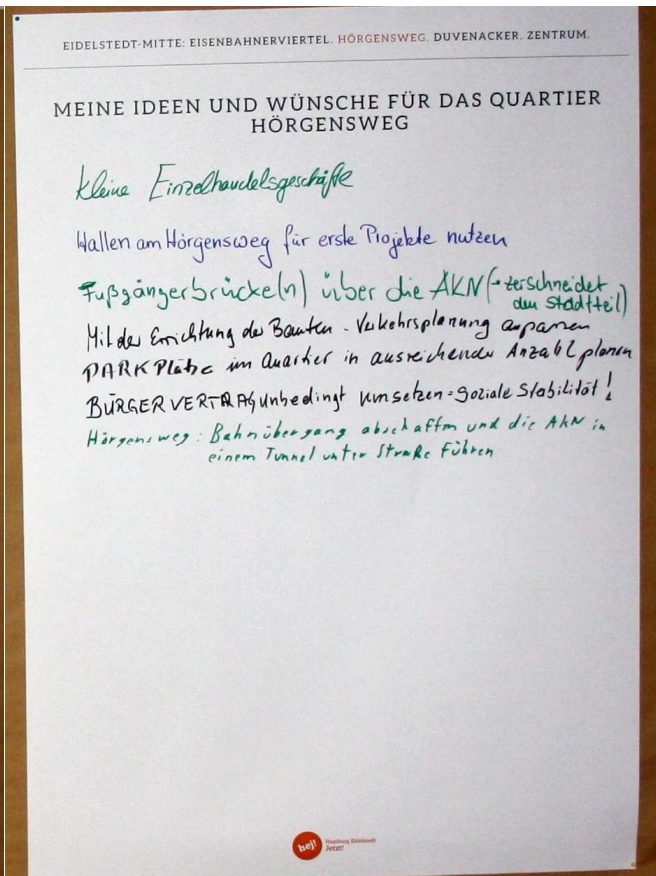 EIDELSTEDT-MITTE: EISENBAHNERVIERTEL. HÖRGENSWEG. DUVENACKER. ZENTRUM.
MEINE IDEEN UND WÜNSCHE FÜR DAS QUARTIER
HÖRGENSWEG
kleine Einzelhandelsgeschäfte
Hallen am Hörgensweg für erste Projekte nutzen
Fußgängerbrücke(n) über die AKN (→ zerschneidet
den Stadtteil)
Mit der Errichtung der Bauten - Verkehrsplanung anpassen
PARKPlätze im Quartier in ausreichender Anzahl planen
BÜRGERVERTRAG unbedingt umsetzen = Soziale Stabilität!
Hörgensweg: Bahnübergang abschaffen und die AKN in
einem Tunnel unter Straße führen
hej! Hamburg Eidelstedt
Jetzt!